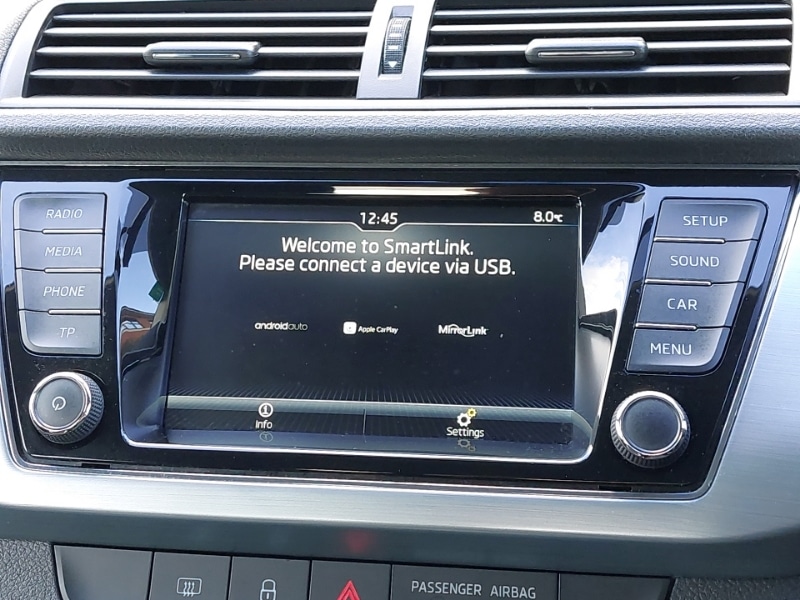 RADIO
MEDIA
PHONE
TP
12:45
8.0℃
Welcome to SmartLink.
Please connect a device via USB.
androidauto
Apple CarPlay
MirrorLink
Info
Settings
SETUP
SOUND
CAR
MENU
PASSENGER AIRBAG